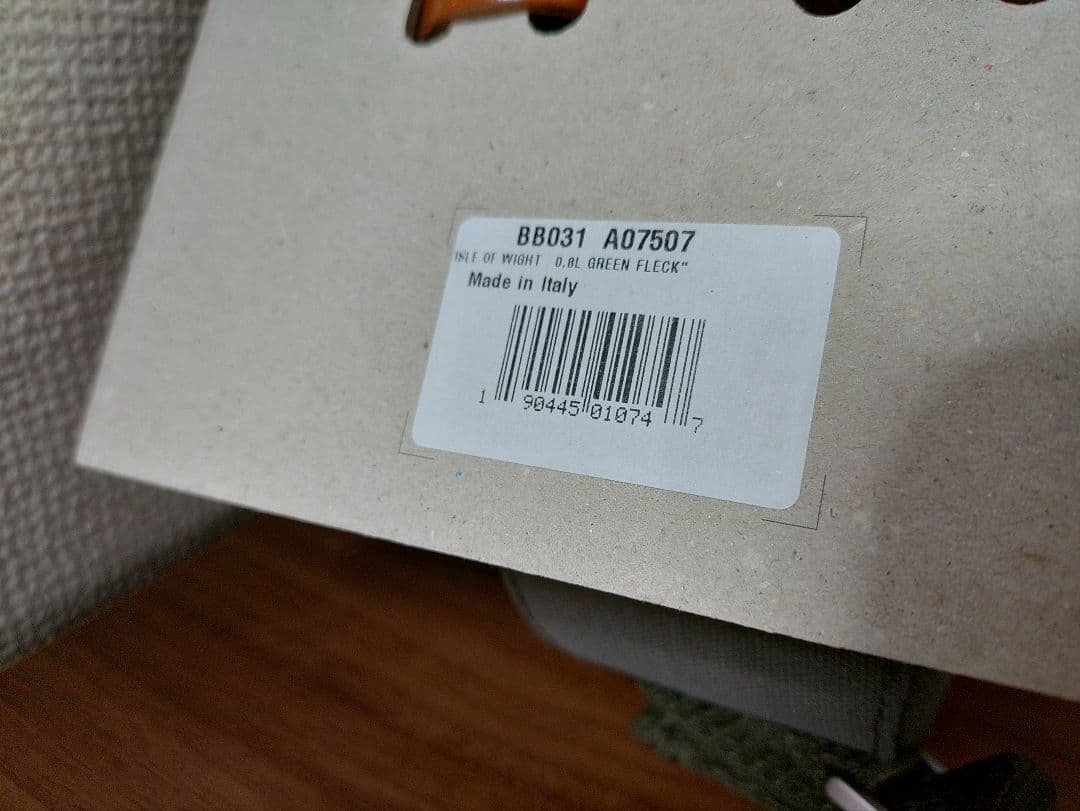 BB031 A07507
ISLE OF WIGHT 0.8L GREEN FLECK"
Made in Italy
1 90445 01074 7